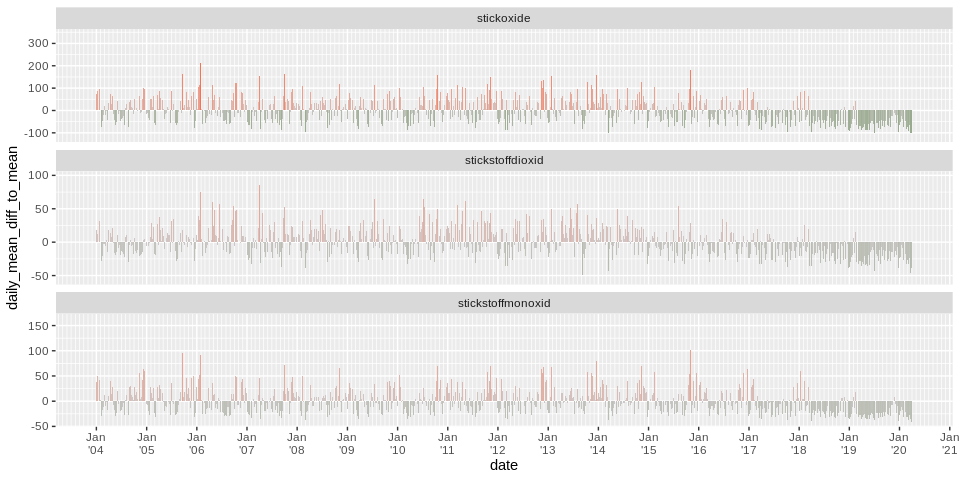 stickoxide
300
200
100
0
-100
stickstoffdioxid
100
50
0
-50
stickstoffmonoxid
150
100
50
0
-50
daily_mean_diff_to_mean
Jan Jan Jan Jan Jan Jan Jan Jan Jan Jan Jan Jan Jan Jan Jan Jan Jan Jan
'04 '05 '06 '07 '08 '09 '10 '11 '12 '13 '14 '15 '16 '17 '18 '19 '20 '21
date